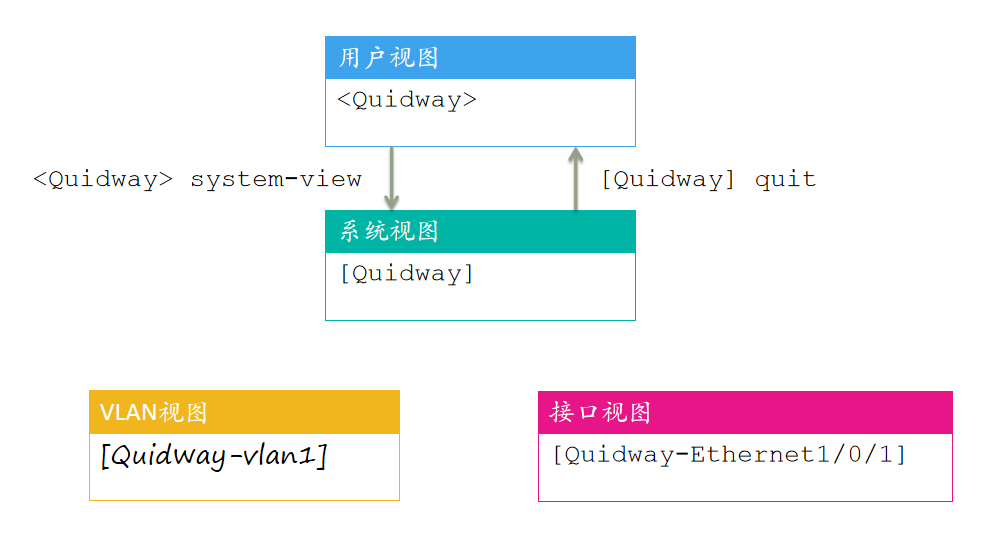 用户视图
<Quidway>
<Quidway> system-view
[Quidway] quit
系统视图
[Quidway]
VLAN视图
[Quidway-vlan1]
接口视图
[Quidway-Ethernet1/0/1]